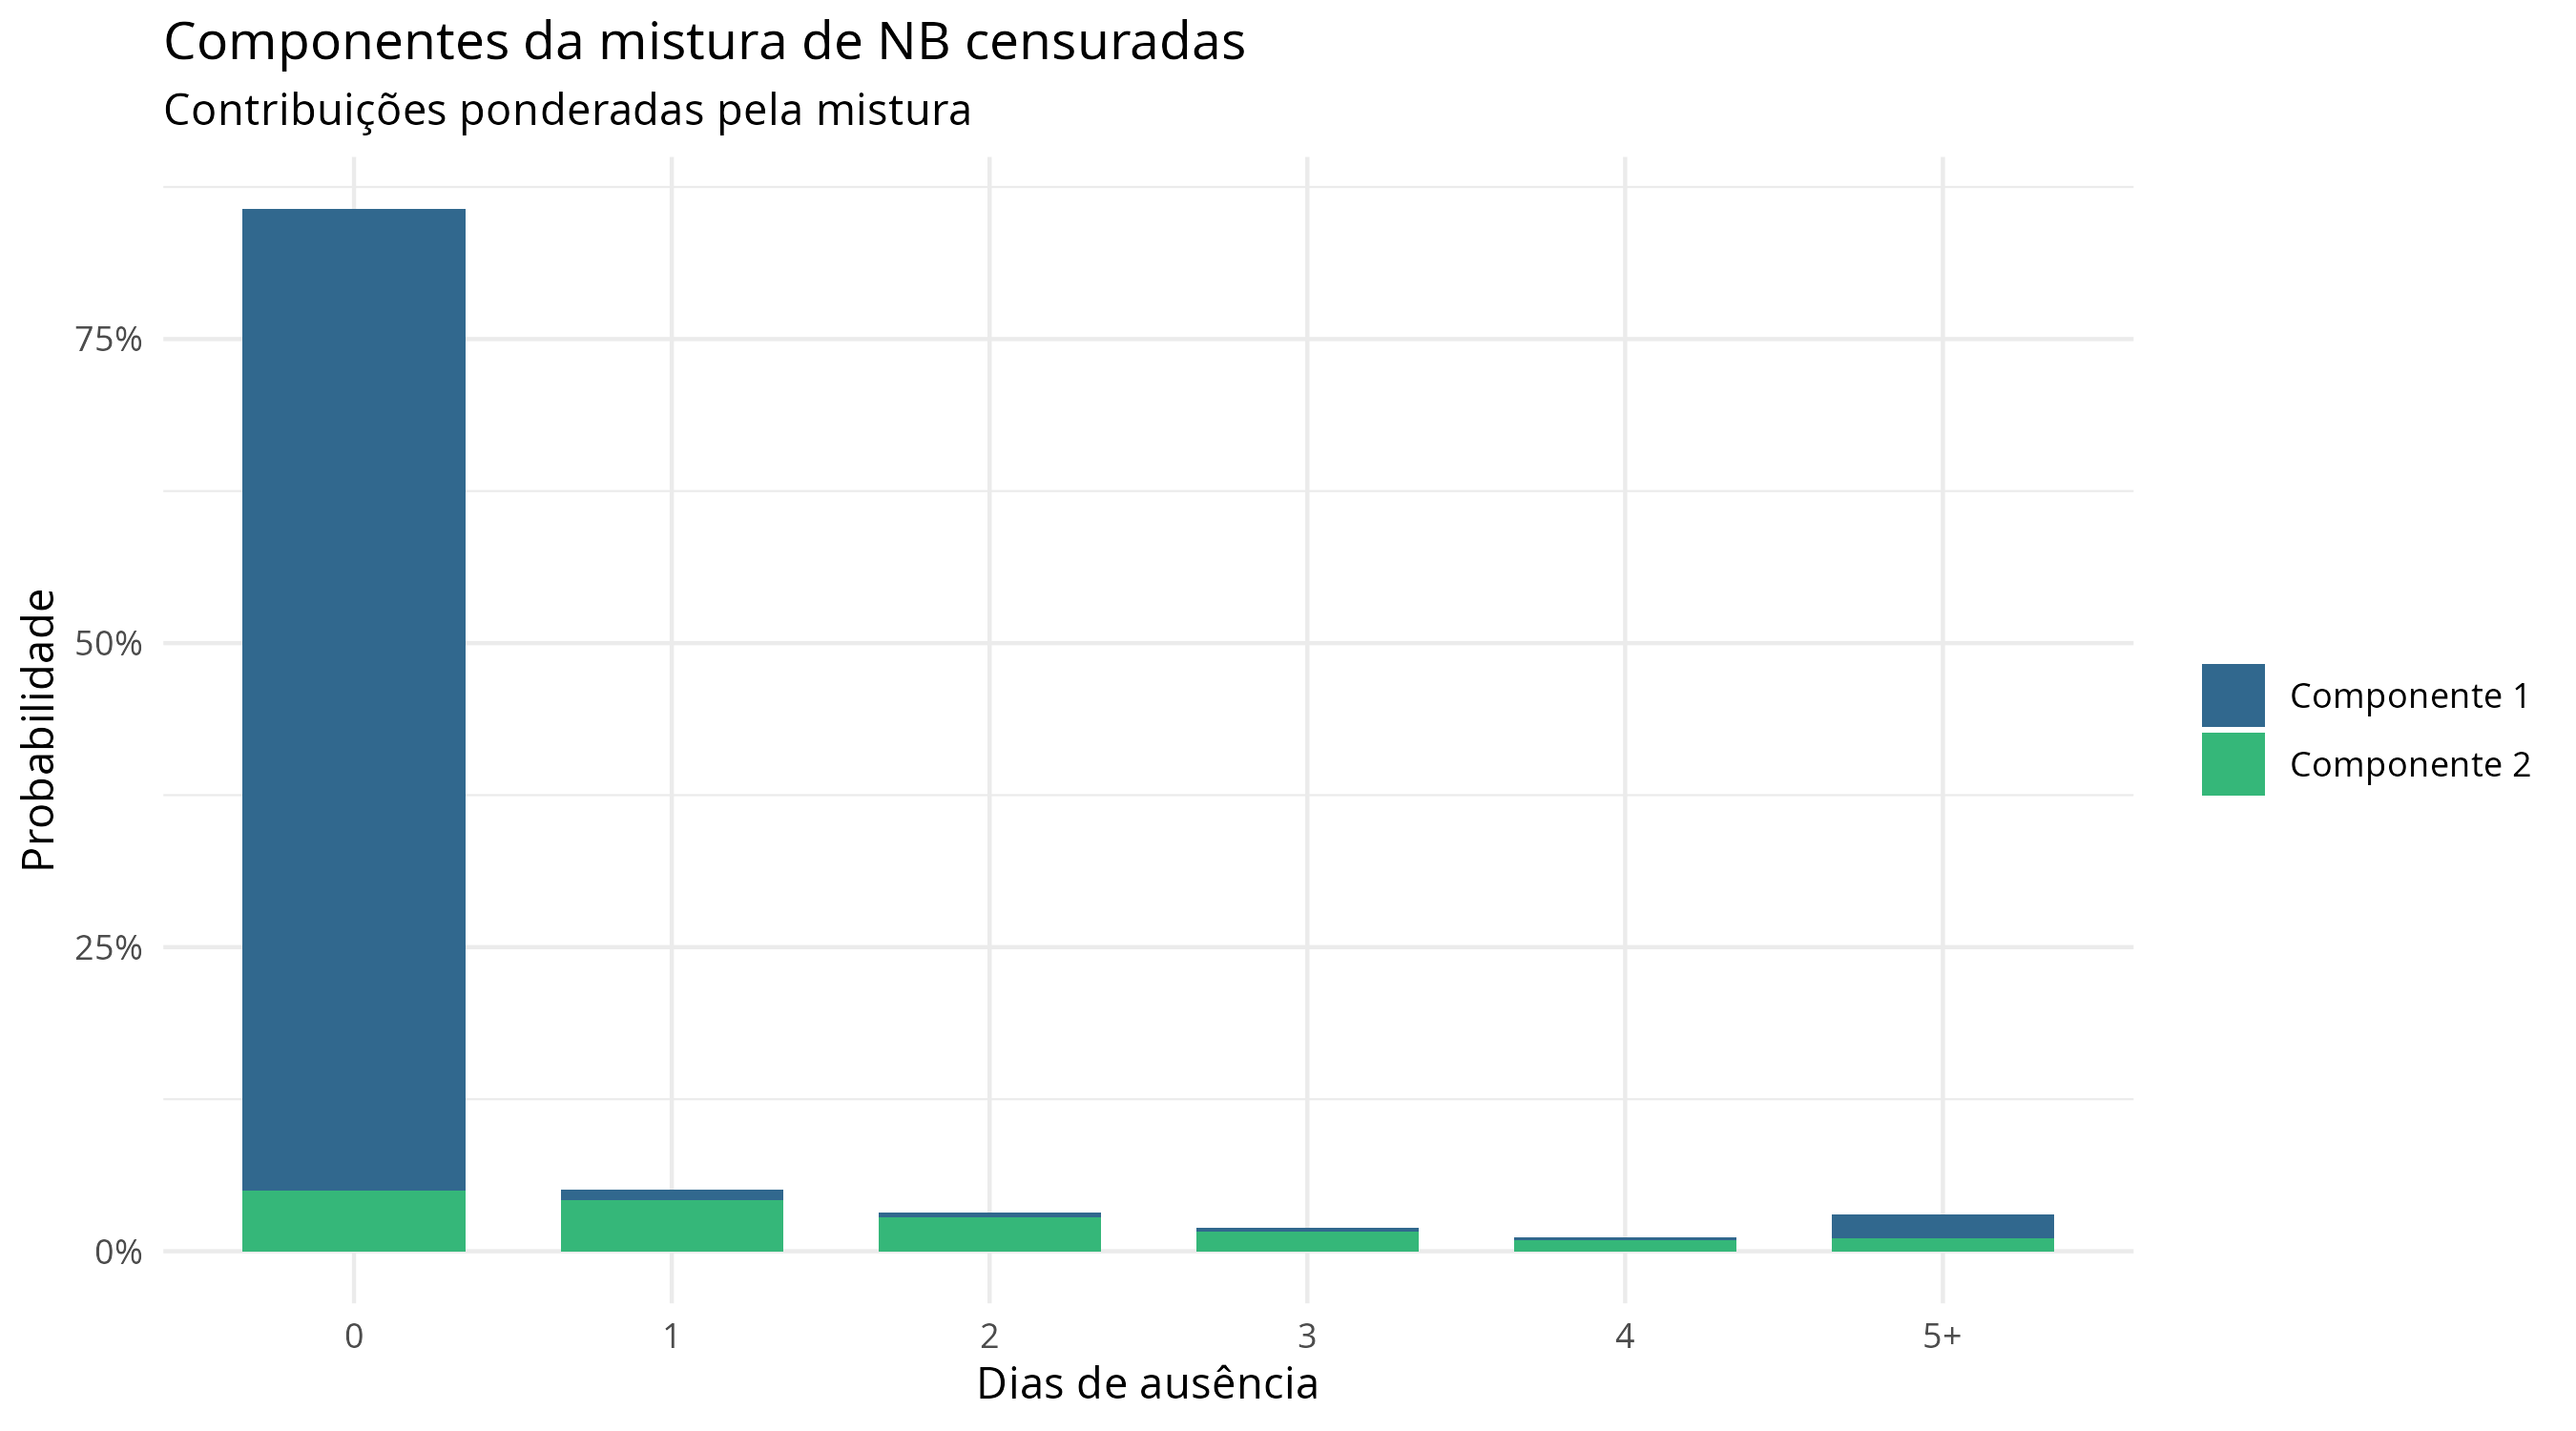 Componentes da mistura de NB censuradas
Contribuições ponderadas pela mistura
Probabilidade
75%
50%
25%
0%
0
1
2
3
4
5+
Dias de ausência
Componente 1
Componente 2